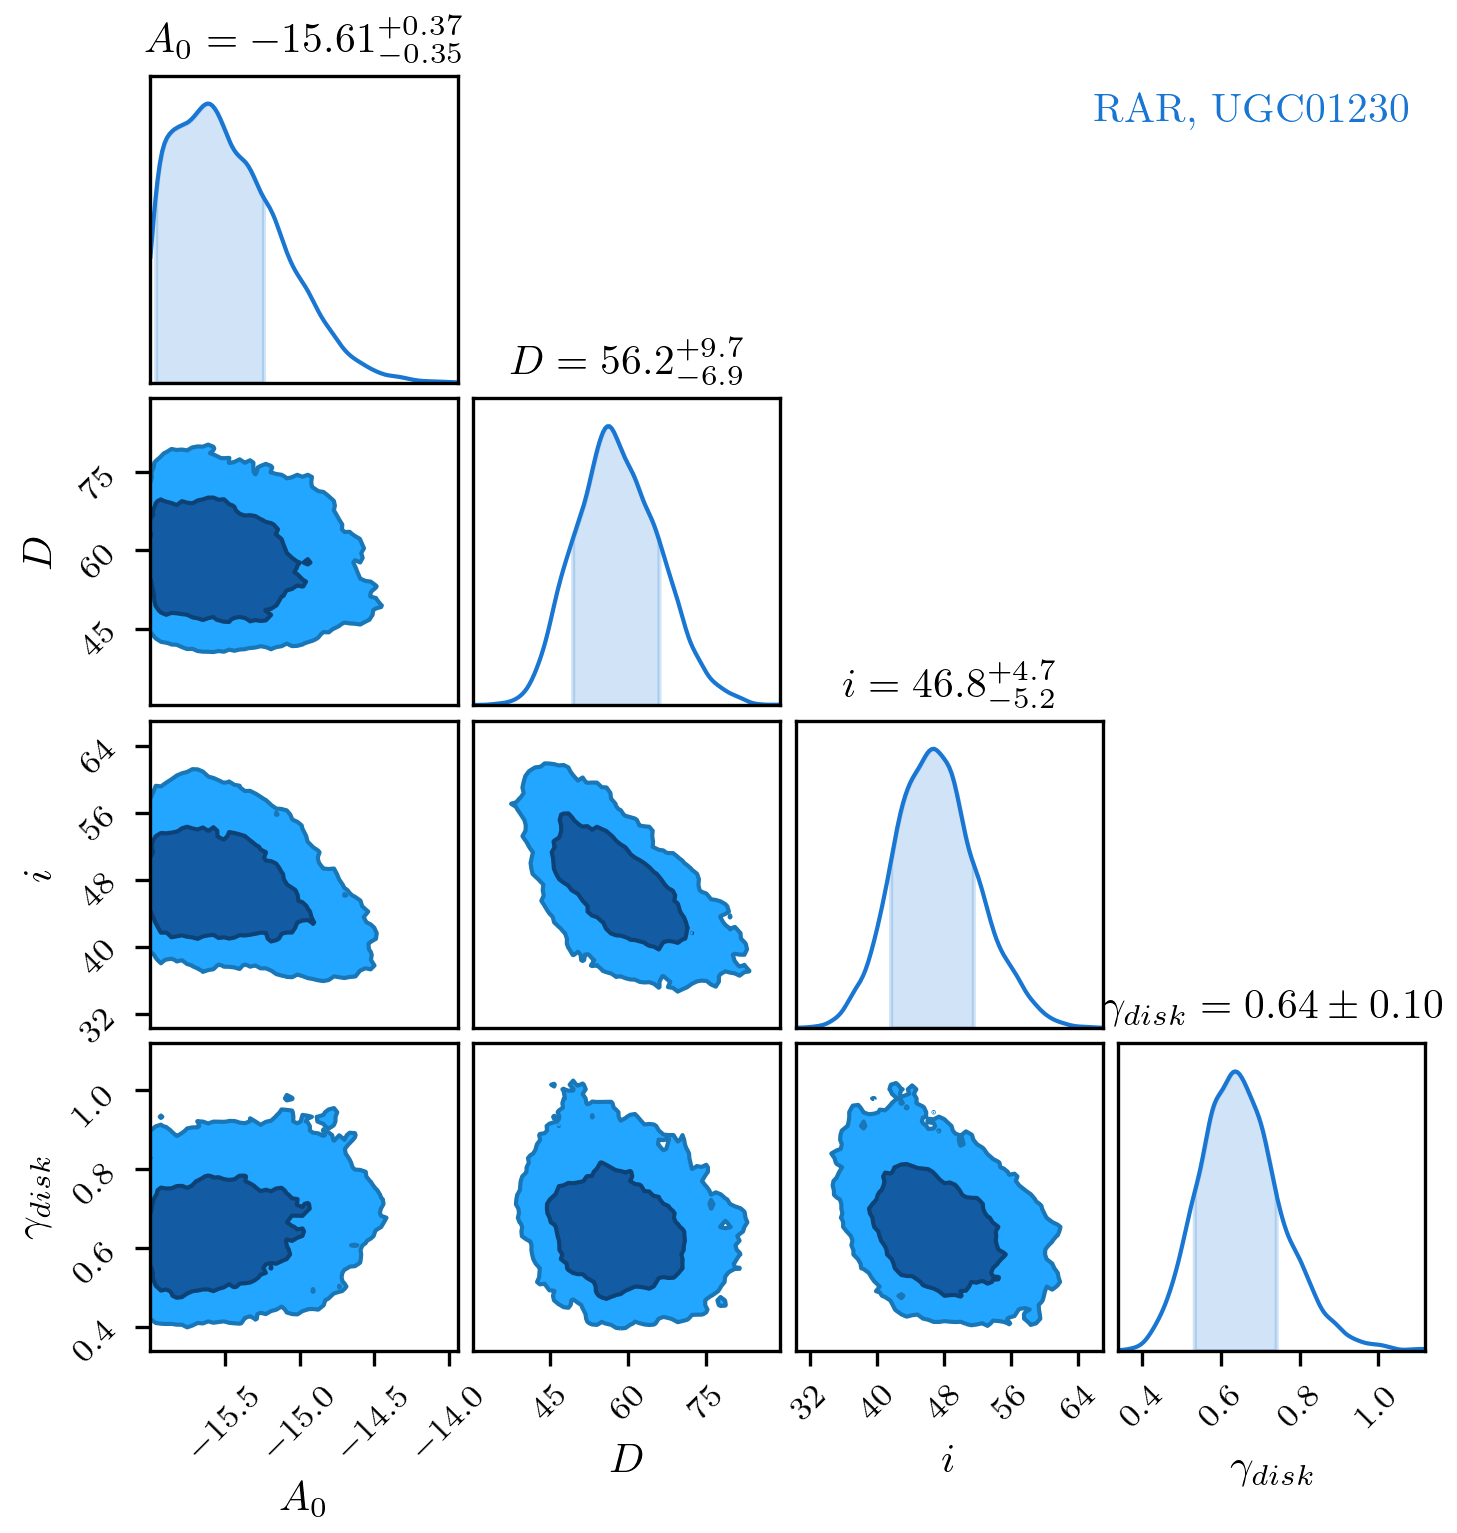 A₀ = −15.61⁺⁰·³⁷₋₀.₃₅
RAR, UGC01230
D = 56.2⁺⁹·⁷₋₆.₉
75
60
45
D
i = 46.8⁺⁴·⁷₋₅.₂
64
56
48
40
32
i
γ_disk = 0.64 ± 0.10
1.0
0.8
0.6
0.4
γ_disk
−15.5 −15.0 −14.5 −14.0
45 60 75
32 40 48 56 64
0.4 0.6 0.8 1.0
A₀
D
i
γ_disk